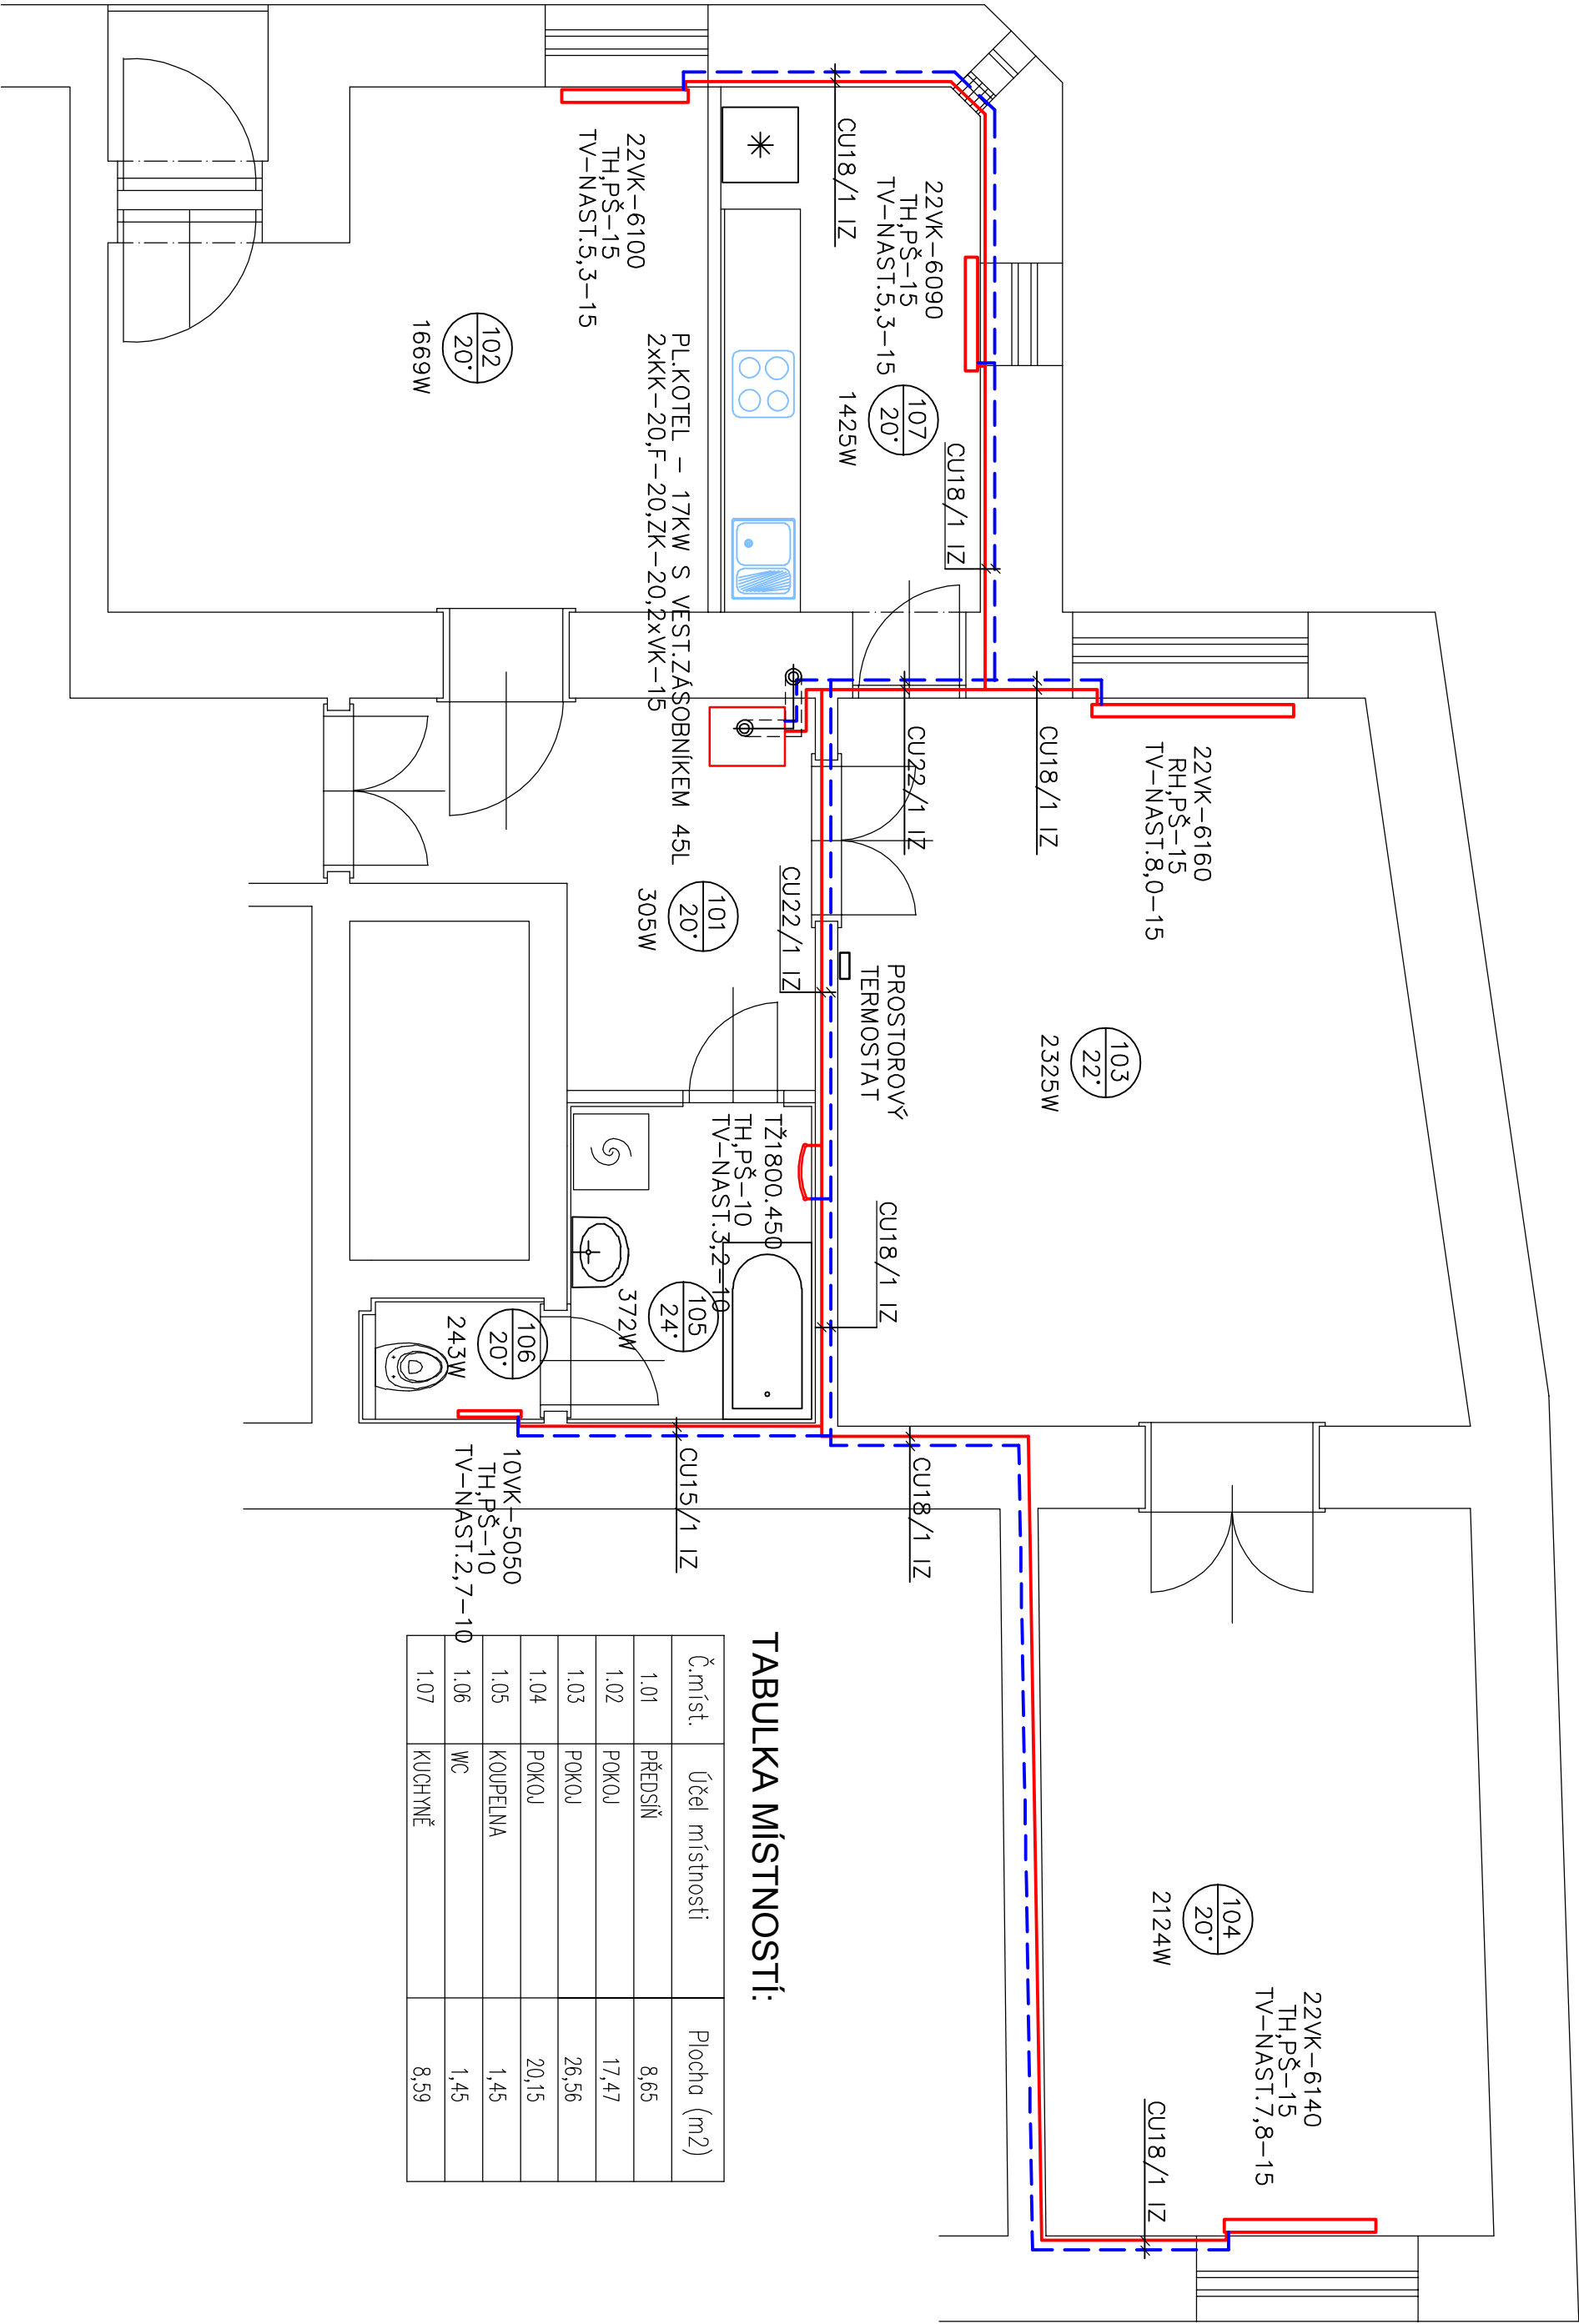 22VK-6100
TH,PŠ-15
TV-NAST.5,3-15
102
20°
1669W
CU18/1 IZ
22VK-6090
TH,PŠ-15
TV-NAST.5,3-15
107
20°
1425W
CU18/1 IZ
PL.KOTEL - 17KW S VEST.ZÁSOBNÍKEM 45L
2xKK-20,F-20,ZK-20,2xVK-15
22VK-6160
RH,PŠ-15
TV-NAST.8,0-15
CU18/1 IZ
CU22/1 IZ
CU22/1 IZ
101
20°
305W
PROSTOROVÝ
TERMOSTAT
103
22°
2325W
TŽ1800.450
TH,PŠ-10
TV-NAST.3,2-10
CU18/1 IZ
105
24°
372W
106
20°
243W
10VK-5050
TH,PŠ-10
TV-NAST.2,7-10
CU15/1 IZ
CU18/1 IZ
104
20°
2124W
22VK-6140
TH,PŠ-15
TV-NAST.7,8-15
CU18/1 IZ
TABULKA MÍSTNOSTÍ:
Č.míst. Účel místnosti Plocha (m2)
1.01 PŘEDSÍŇ 8,65
1.02 POKOJ 17,47
1.03 POKOJ 26,56
1.04 POKOJ 20,15
1.05 KOUPELNA 1,45
1.06 WC 1,45
1.07 KUCHYNĚ 8,59